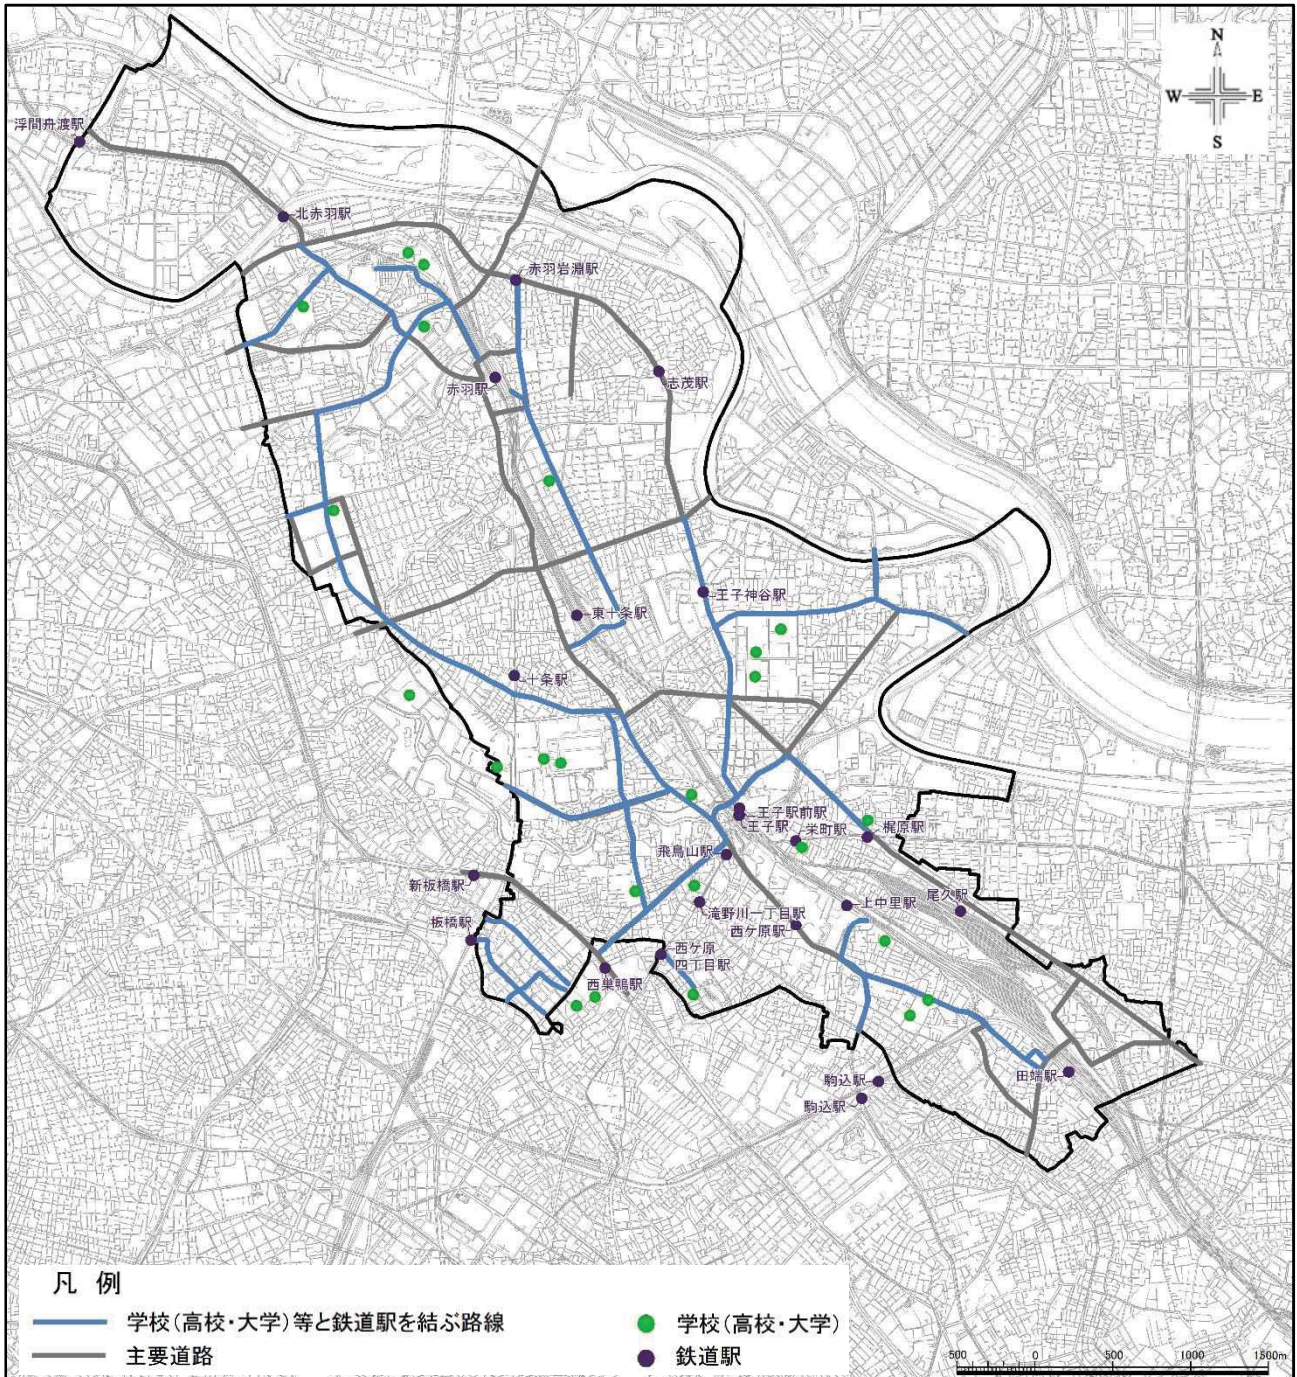 N
W
E
S
浮間舟渡駅
北赤羽駅
赤羽岩淵駅
赤羽駅
志茂駅
東十条駅
王子神谷駅
十条駅
王子駅前駅
王子駅
栄町駅
梶原駅
飛鳥山駅
新板橋駅
板橋駅
滝野川一丁目駅
西ケ原駅
上中里駅
尾久駅
西ケ原
四丁目駅
西巣鴨駅
駒込駅
駒込駅
田端駅
凡 例
学校(高校・大学)等と鉄道駅を結ぶ路線
学校(高校・大学)
主要道路
鉄道駅
500 0 500 1000 1500m